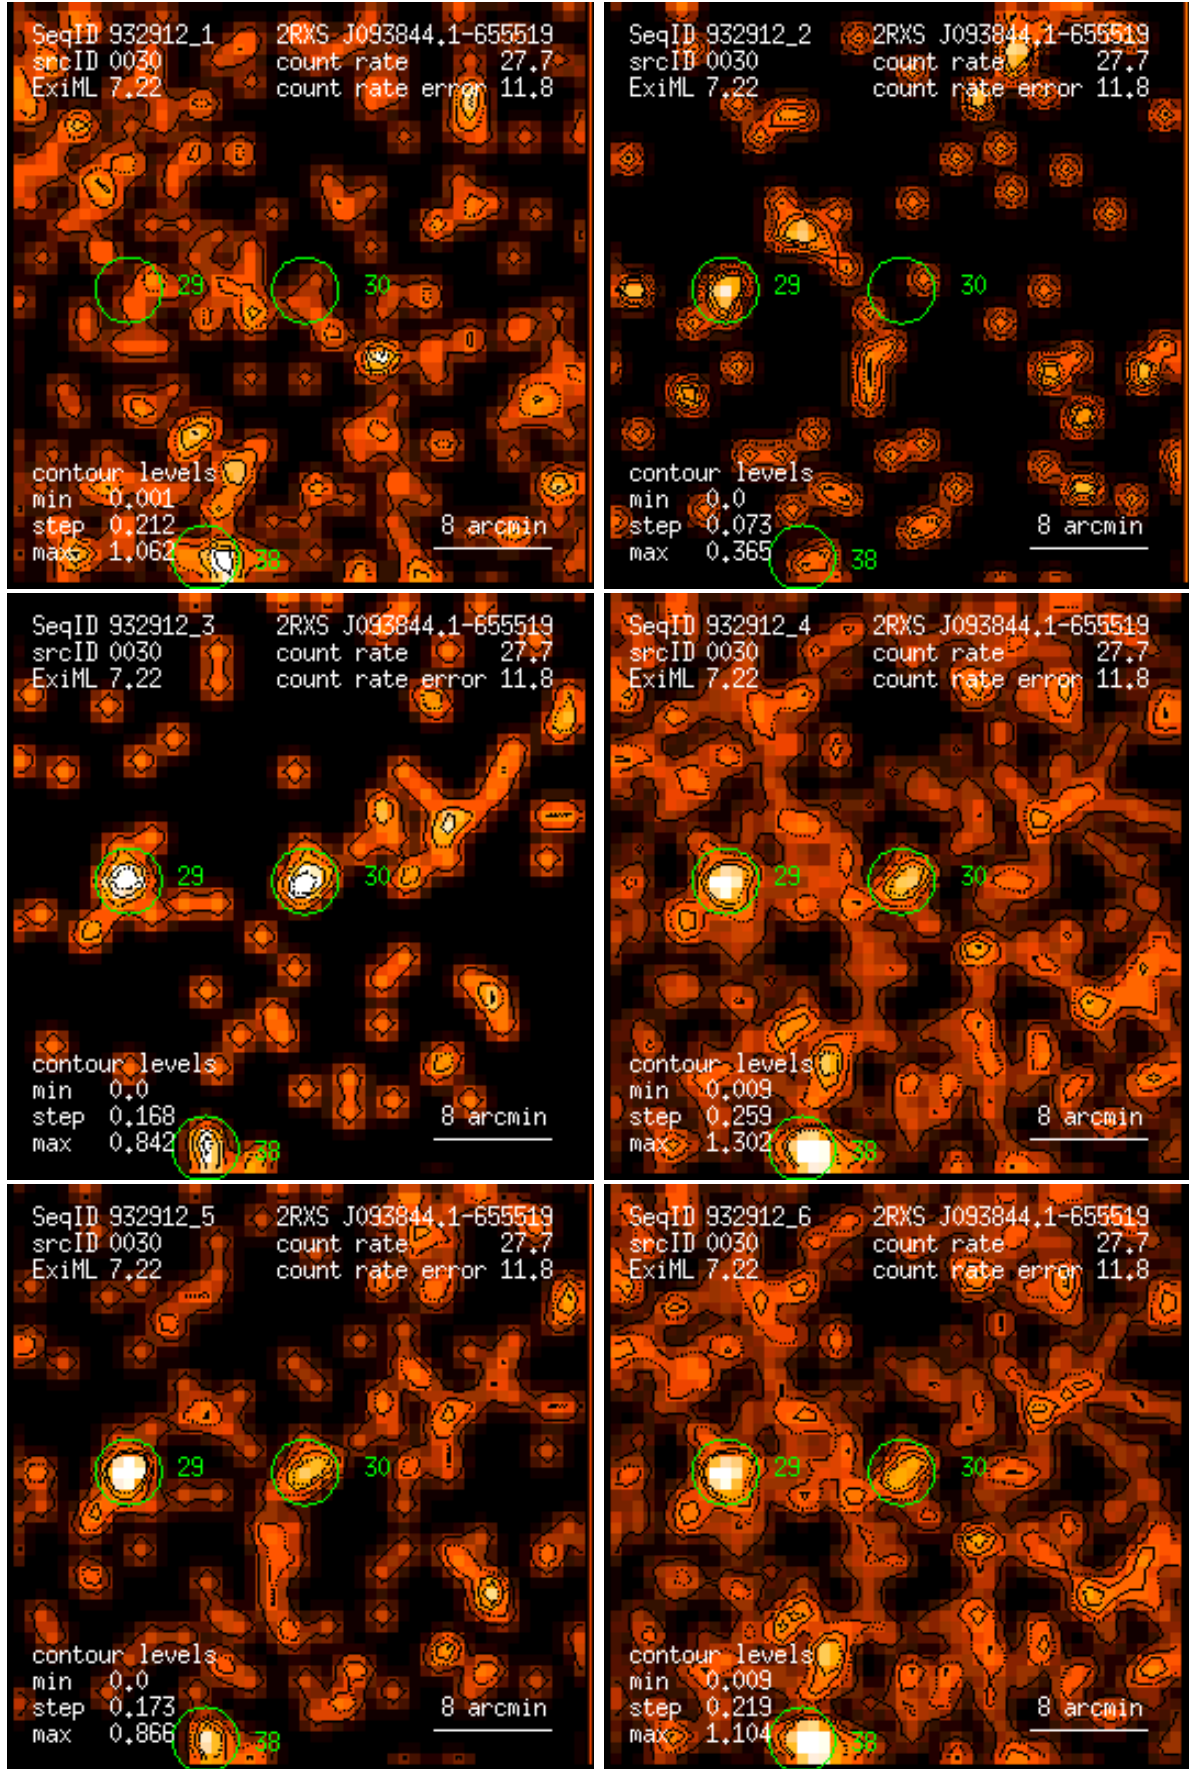 SeqID 932912_1 2RXS J093844.1-655519
srcID 0030 count rate 27.7
ExiML 7.22 count rate error 11.8
29
30
contour levels
min 0.001
step 0.212
max 1.062
8 arcmin
38
SeqID 932912_2 2RXS J093844.1-655519
srcID 0030 count rate 27.7
ExiML 7.22 count rate error 11.8
29
30
contour levels
min 0.0
step 0.073
max 0.365
8 arcmin
38
SeqID 932912_3 2RXS J093844.1-655519
srcID 0030 count rate 27.7
ExiML 7.22 count rate error 11.8
29
30
contour levels
min 0.0
step 0.168
max 0.842
8 arcmin
38
SeqID 932912_4 2RXS J093844.1-655519
srcID 0030 count rate 27.7
ExiML 7.22 count rate error 11.8
29
30
contour levels
min 0.009
step 0.259
max 1.302
8 arcmin
38
SeqID 932912_5 2RXS J093844.1-655519
srcID 0030 count rate 27.7
ExiML 7.22 count rate error 11.8
29
30
contour levels
min 0.0
step 0.173
max 0.866
8 arcmin
38
SeqID 932912_6 2RXS J093844.1-655519
srcID 0030 count rate 27.7
ExiML 7.22 count rate error 11.8
29
30
contour levels
min 0.009
step 0.219
max 1.104
8 arcmin
38